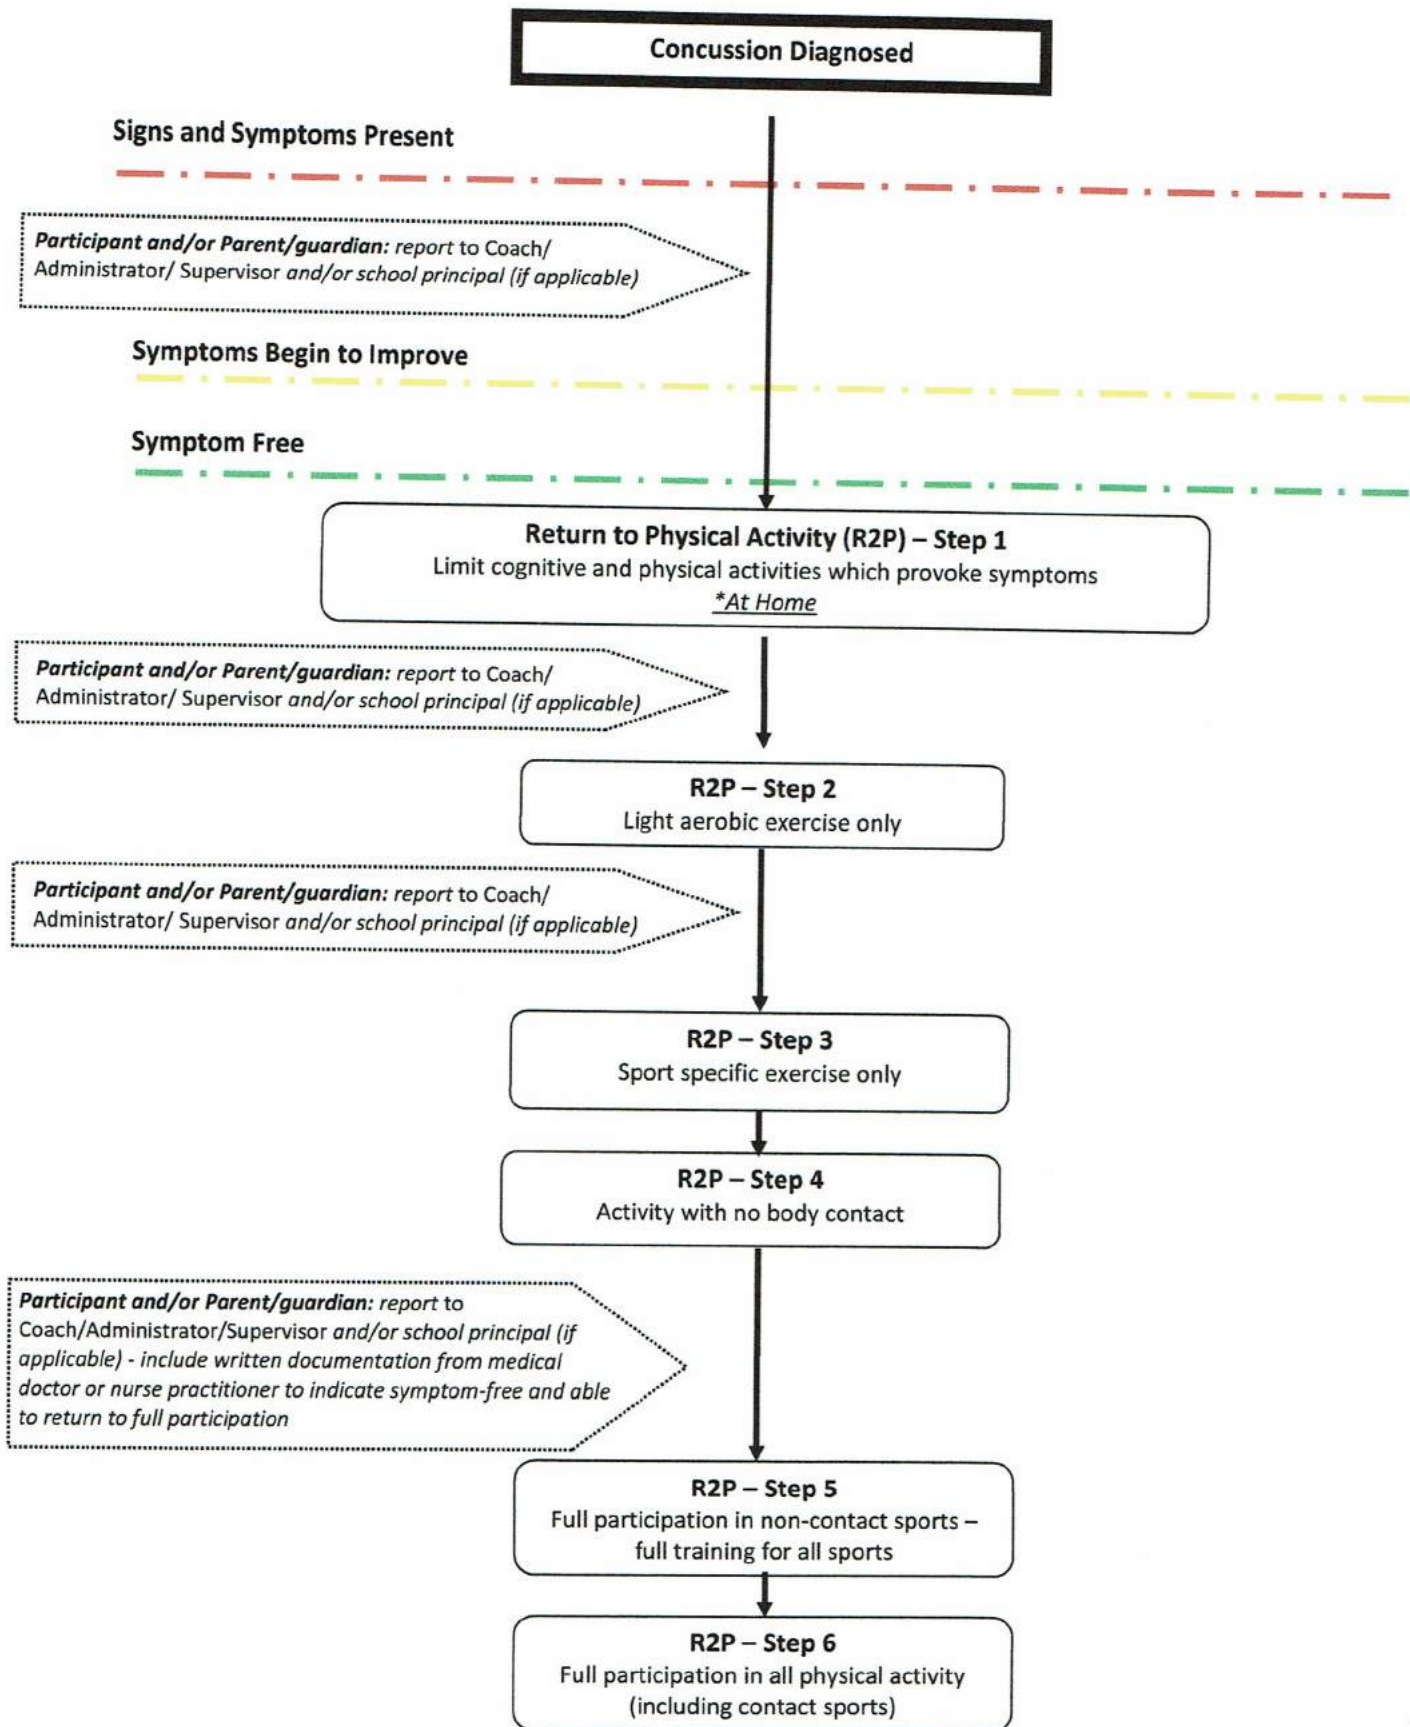 Concussion Diagnosed
Signs and Symptoms Present
Participant and/or Parent/guardian: report to Coach/
Administrator/ Supervisor and/or school principal (if applicable)
Symptoms Begin to Improve
Symptom Free
Return to Physical Activity (R2P) – Step 1
Limit cognitive and physical activities which provoke symptoms
*At Home
Participant and/or Parent/guardian: report to Coach/
Administrator/ Supervisor and/or school principal (if applicable)
R2P – Step 2
Light aerobic exercise only
Participant and/or Parent/guardian: report to Coach/
Administrator/ Supervisor and/or school principal (if applicable)
R2P – Step 3
Sport specific exercise only
R2P – Step 4
Activity with no body contact
Participant and/or Parent/guardian: report to
Coach/Administrator/Supervisor and/or school principal (if
applicable) - include written documentation from medical
doctor or nurse practitioner to indicate symptom-free and able
to return to full participation
R2P – Step 5
Full participation in non-contact sports –
full training for all sports
R2P – Step 6
Full participation in all physical activity
(including contact sports)